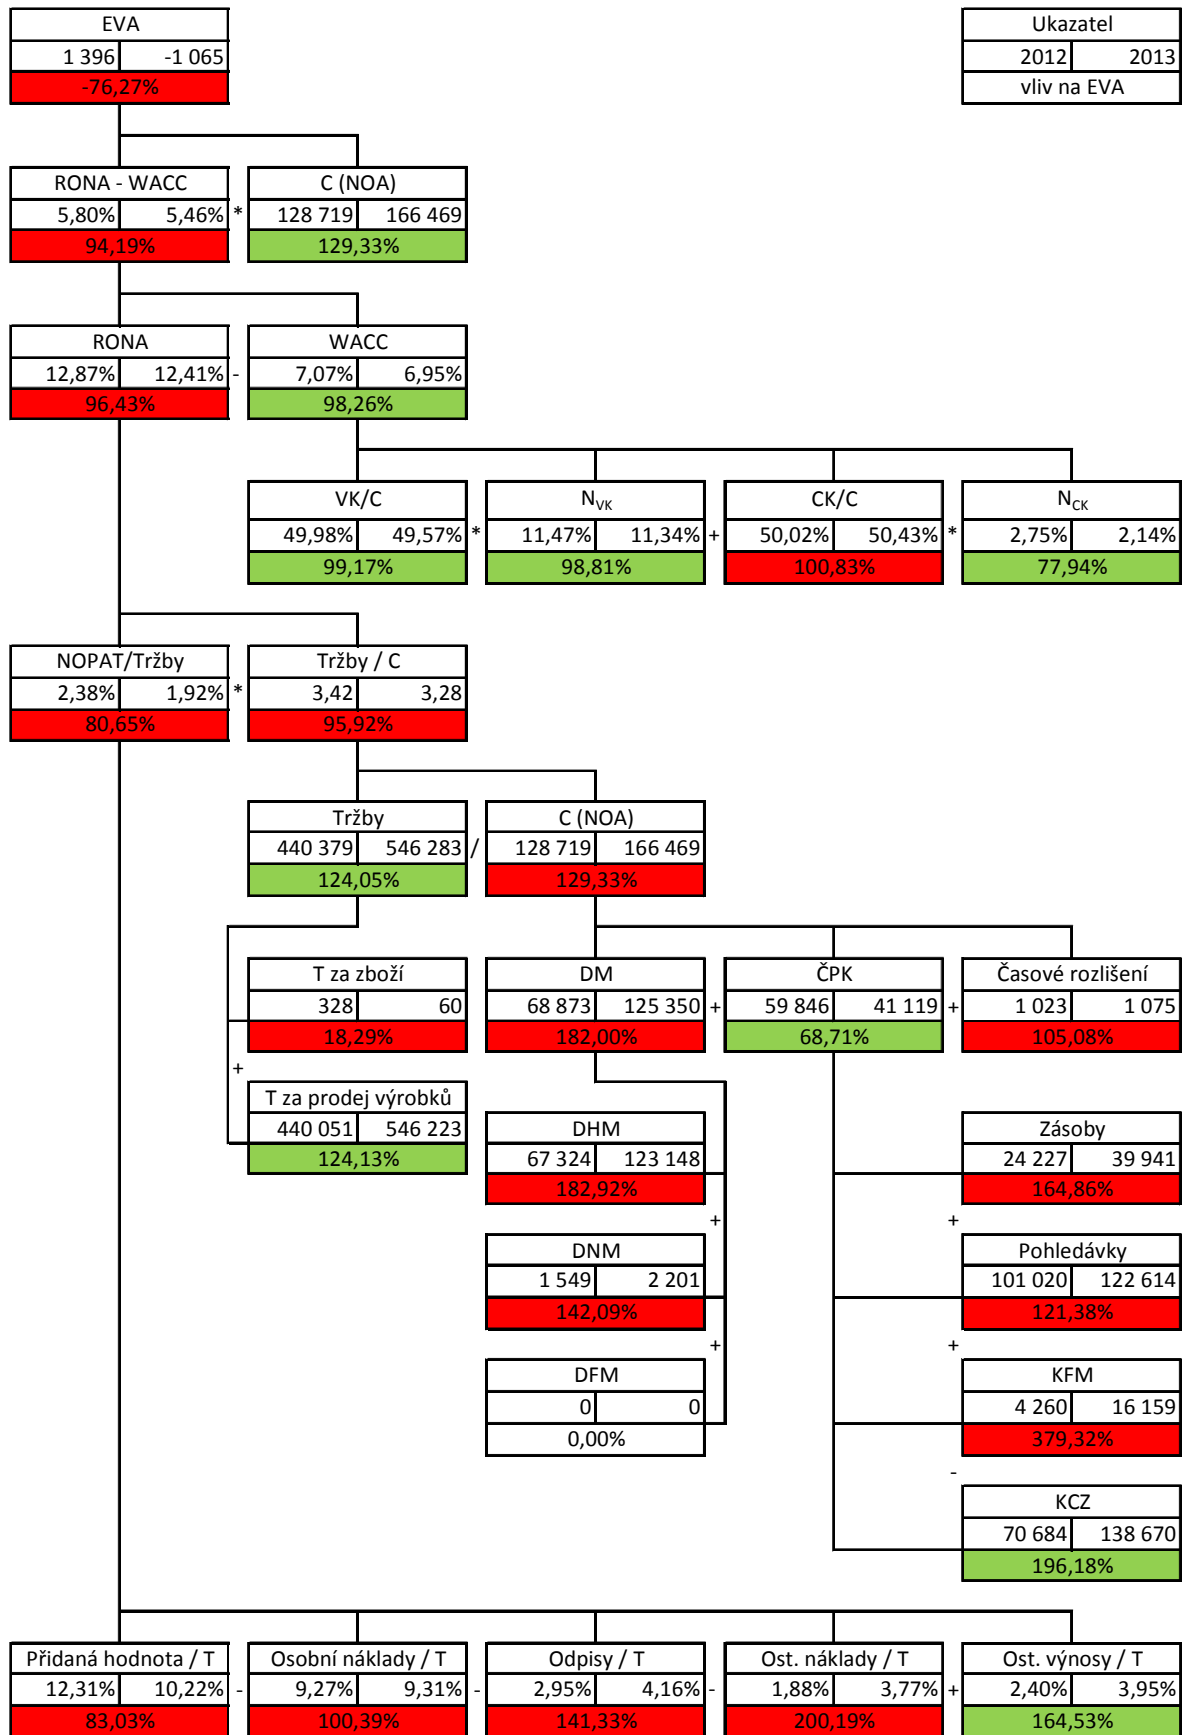 EVA
1 396 -1 065
-76,27%
Ukazatel
2012 2013
vliv na EVA
RONA - WACC C (NOA)
5,80% 5,46% * 128 719 166 469
94,19% 129,33%
RONA WACC
12,87% 12,41% - 7,07% 6,95%
96,43% 98,26%
VK/C N_VK CK/C N_CK
49,98% 49,57% * 11,47% 11,34% + 50,02% 50,43% * 2,75% 2,14%
99,17% 98,81% 100,83% 77,94%
NOPAT/Tržby Tržby / C
2,38% 1,92% * 3,42 3,28
80,65% 95,92%
Tržby C (NOA)
440 379 546 283 / 128 719 166 469
124,05% 129,33%
T za zboží DM ČPK Časové rozlišení
328 60 68 873 125 350 + 59 846 41 119 + 1 023 1 075
18,29% 182,00% 68,71% 105,08%
+
T za prodej výrobků
440 051 546 223
124,13%
DHM Zásoby
67 324 123 148 24 227 39 941
182,92% 164,86%
+ +
DNM Pohledávky
1 549 2 201 101 020 122 614
142,09% 121,38%
+ +
DFM KFM
0 0 4 260 16 159
0,00% 379,32%
-
KCZ
70 684 138 670
196,18%
Přidaná hodnota / T Osobní náklady / T Odpisy / T Ost. náklady / T Ost. výnosy / T
12,31% 10,22% - 9,27% 9,31% - 2,95% 4,16% - 1,88% 3,77% + 2,40% 3,95%
83,03% 100,39% 141,33% 200,19% 164,53%